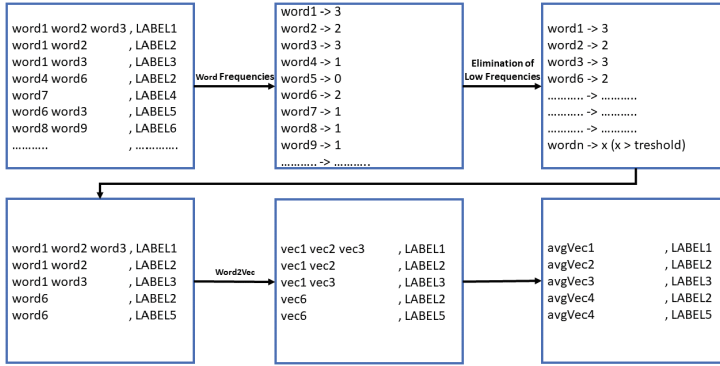 word1 word2 word3 , LABEL1
word1 word2 , LABEL2
word1 word3 , LABEL3
word4 word6 , LABEL2
word7 , LABEL4
word6 word3 , LABEL5
word8 word9 , LABEL6
........... , .............
Word Frequencies
word1 -> 3
word2 -> 2
word3 -> 3
word4 -> 1
word5 -> 0
word6 -> 2
word7 -> 1
word8 -> 1
word9 -> 1
........... -> ...........
Elimination of
Low Frequencies
word1 -> 3
word2 -> 2
word3 -> 3
word6 -> 2
........... -> ...........
........... -> ...........
........... -> ...........
wordn -> x (x > treshold)
word1 word2 word3 , LABEL1
word1 word2 , LABEL2
word1 word3 , LABEL3
word6 , LABEL2
word6 , LABEL5
Word2Vec
vec1 vec2 vec3 , LABEL1
vec1 vec2 , LABEL2
vec1 vec3 , LABEL3
vec6 , LABEL2
vec6 , LABEL5
avgVec1 , LABEL1
avgVec2 , LABEL2
avgVec3 , LABEL3
avgVec4 , LABEL2
avgVec4 , LABEL5